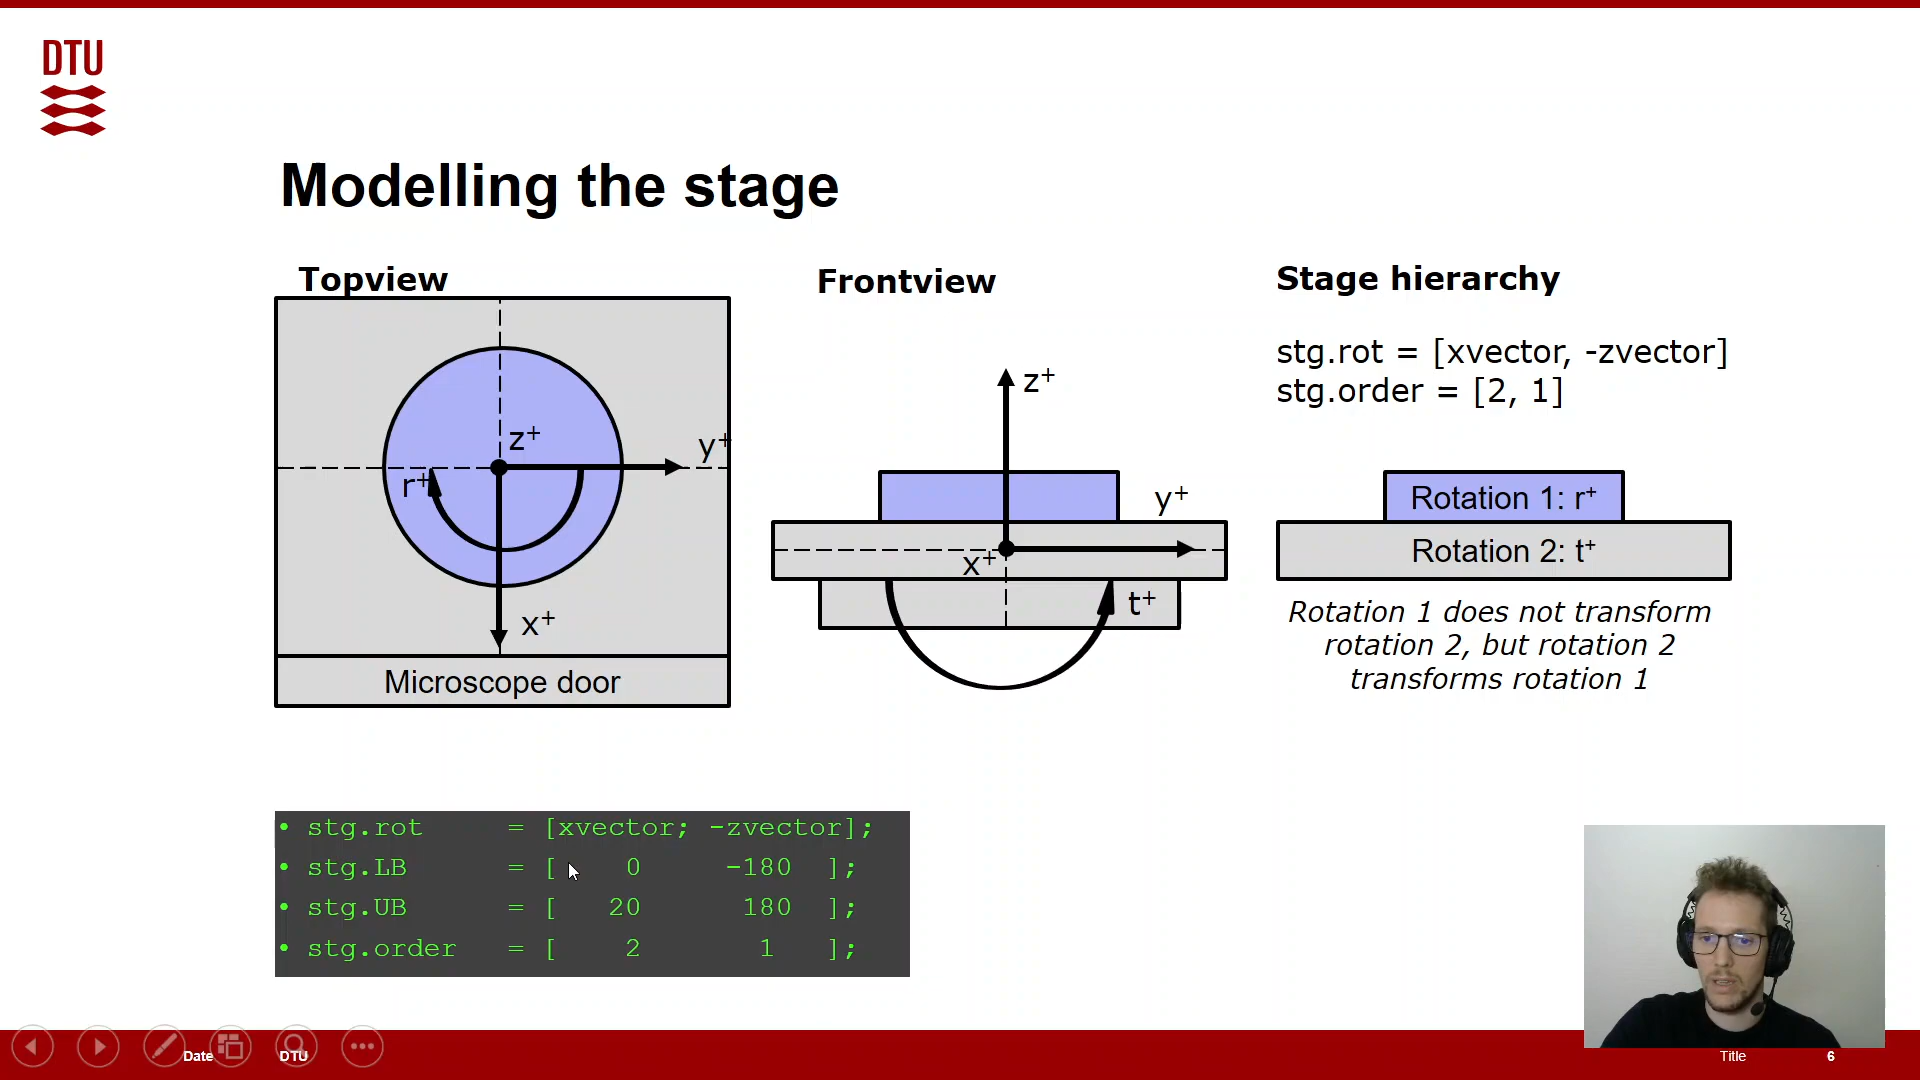 DTU
Modelling the stage
Topview
z⁺
y⁺
r⁺
x⁺
Microscope door
Frontview
z⁺
y⁺
x⁺
t⁺
Stage hierarchy
stg.rot = [xvector, -zvector]
stg.order = [2, 1]
Rotation 1: r⁺
Rotation 2: t⁺
Rotation 1 does not transform
rotation 2, but rotation 2
transforms rotation 1
• stg.rot = [xvector; -zvector];
• stg.LB = [ 0 -180 ];
• stg.UB = [ 20 180 ];
• stg.order = [ 2 1 ];
Date
DTU
Title
6